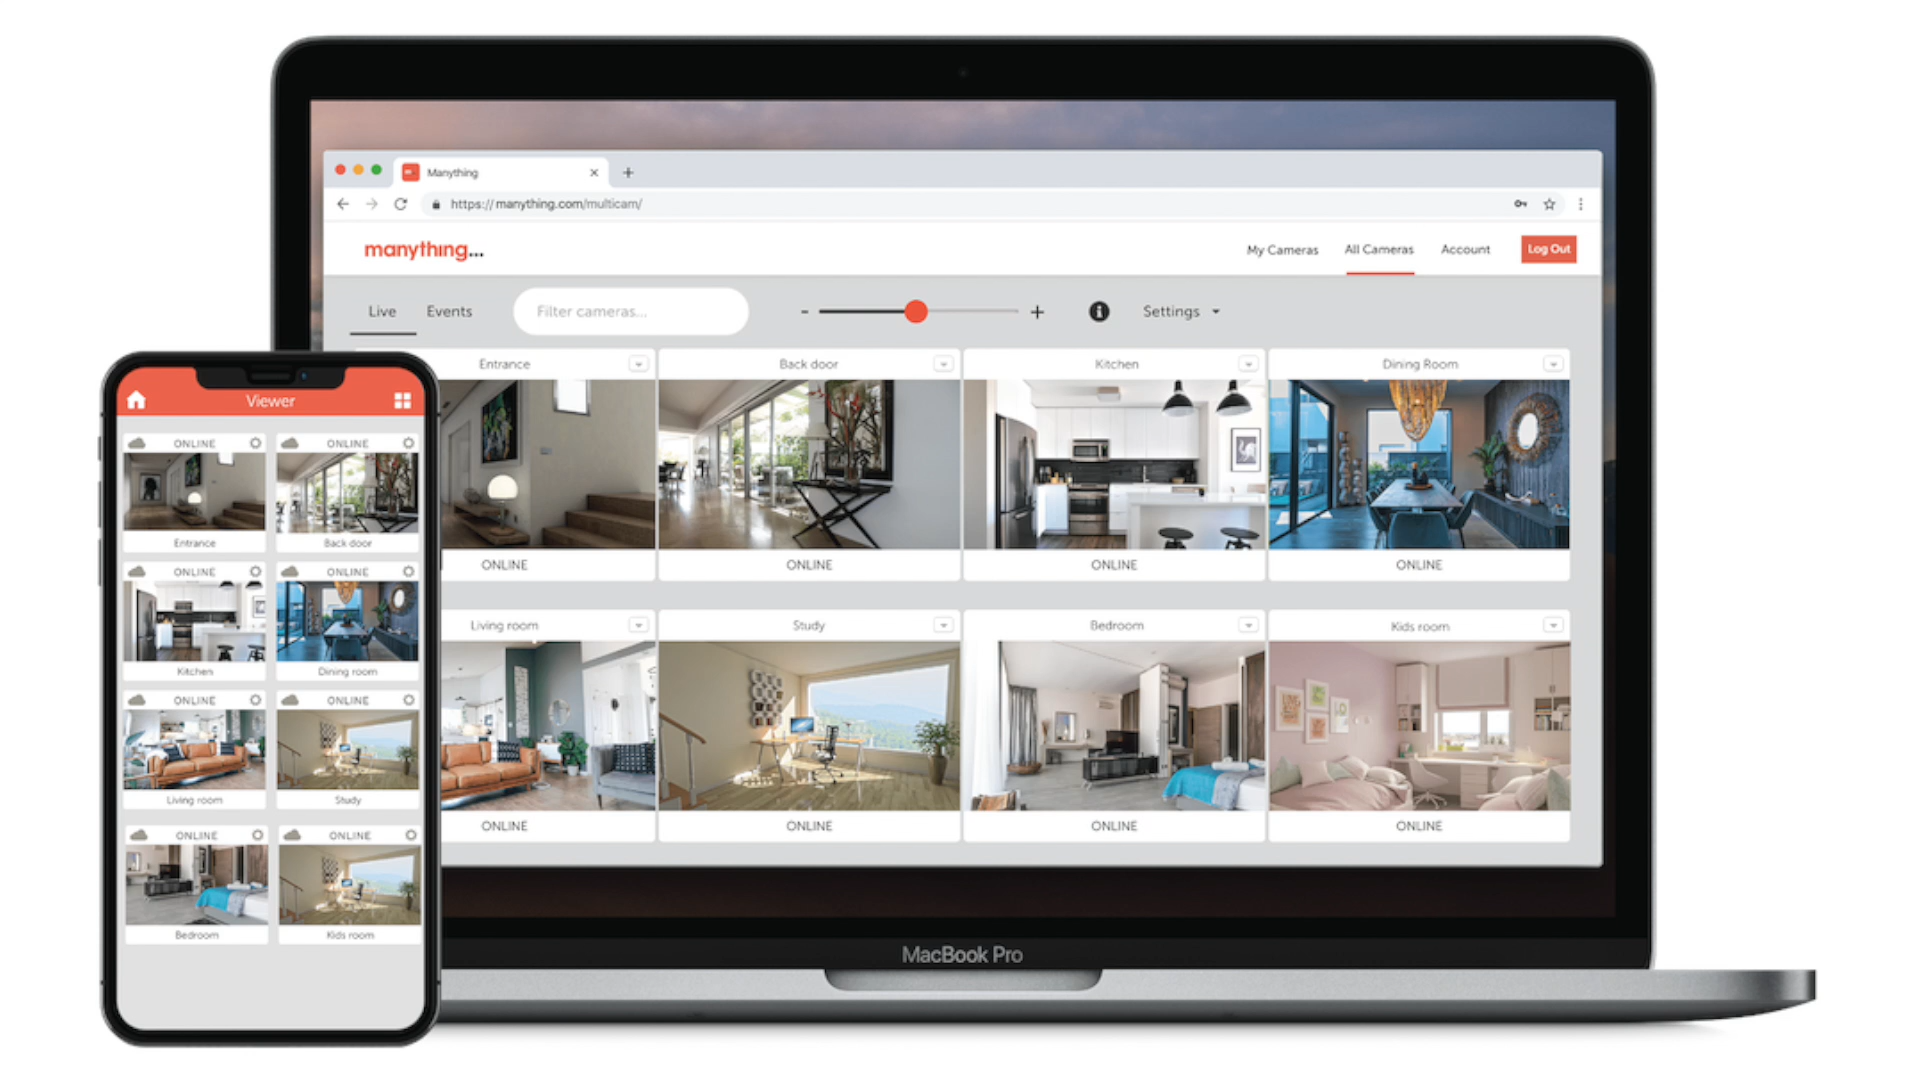 Manything
https://manything.com/multicam/
manything...
My Cameras All Cameras Account Log Out
Live Events Filter cameras... - + i Settings
Entrance Back door Kitchen Dining Room
ONLINE ONLINE ONLINE ONLINE
Living room Study Bedroom Kids room
ONLINE ONLINE ONLINE ONLINE
MacBook Pro
Viewer
ONLINE ONLINE
Entrance Back door
ONLINE ONLINE
Kitchen Dining room
ONLINE ONLINE
Living room Study
ONLINE ONLINE
Bedroom Kids room